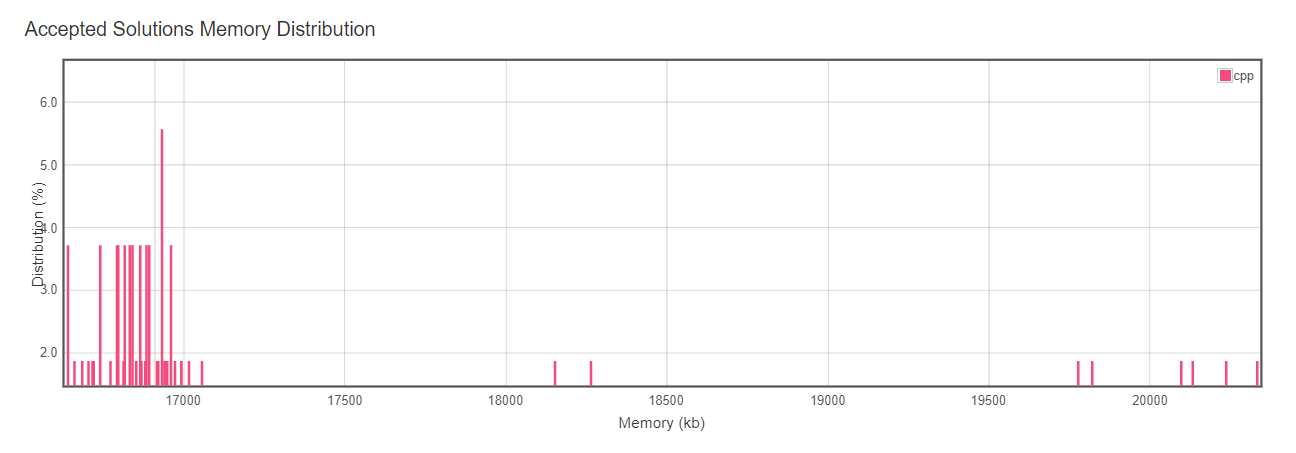 Accepted Solutions Memory Distribution
cpp
6.0
5.0
4.0
3.0
2.0
Distribution (%)
17000 17500 18000 18500 19000 19500 20000
Memory (kb)